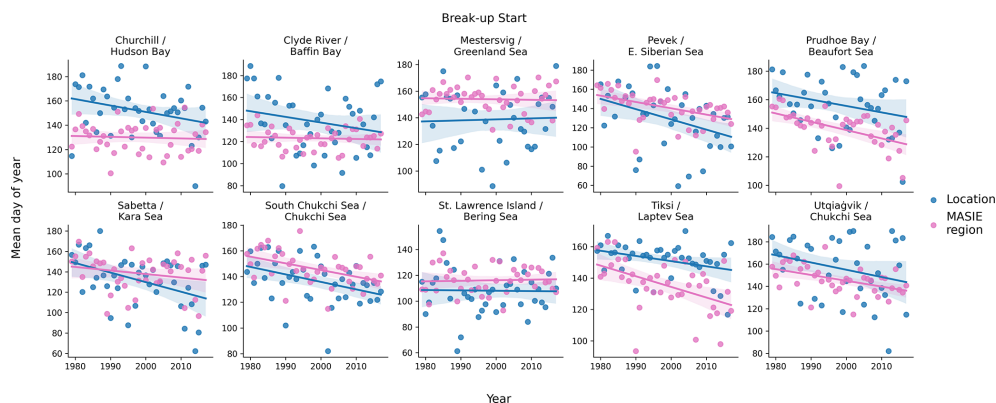 Break-up Start
Churchill /
Hudson Bay
Clyde River /
Baffin Bay
Mestersvig /
Greenland Sea
Pevek /
E. Siberian Sea
Prudhoe Bay /
Beaufort Sea
180
160
140
120
100
180
160
140
120
100
80
180
160
140
120
100
180
160
140
120
100
80
60
180
160
140
120
100
Mean day of year
Sabetta /
Kara Sea
South Chukchi Sea /
Chukchi Sea
St. Lawrence Island /
Bering Sea
Tiksi /
Laptev Sea
Utqiaġvik /
Chukchi Sea
180
160
140
120
100
80
60
180
160
140
120
100
80
140
120
100
80
60
160
140
120
100
180
160
140
120
100
80
1980 1990 2000 2010
1980 1990 2000 2010
1980 1990 2000 2010
1980 1990 2000 2010
1980 1990 2000 2010
Year
Location
MASIE
region